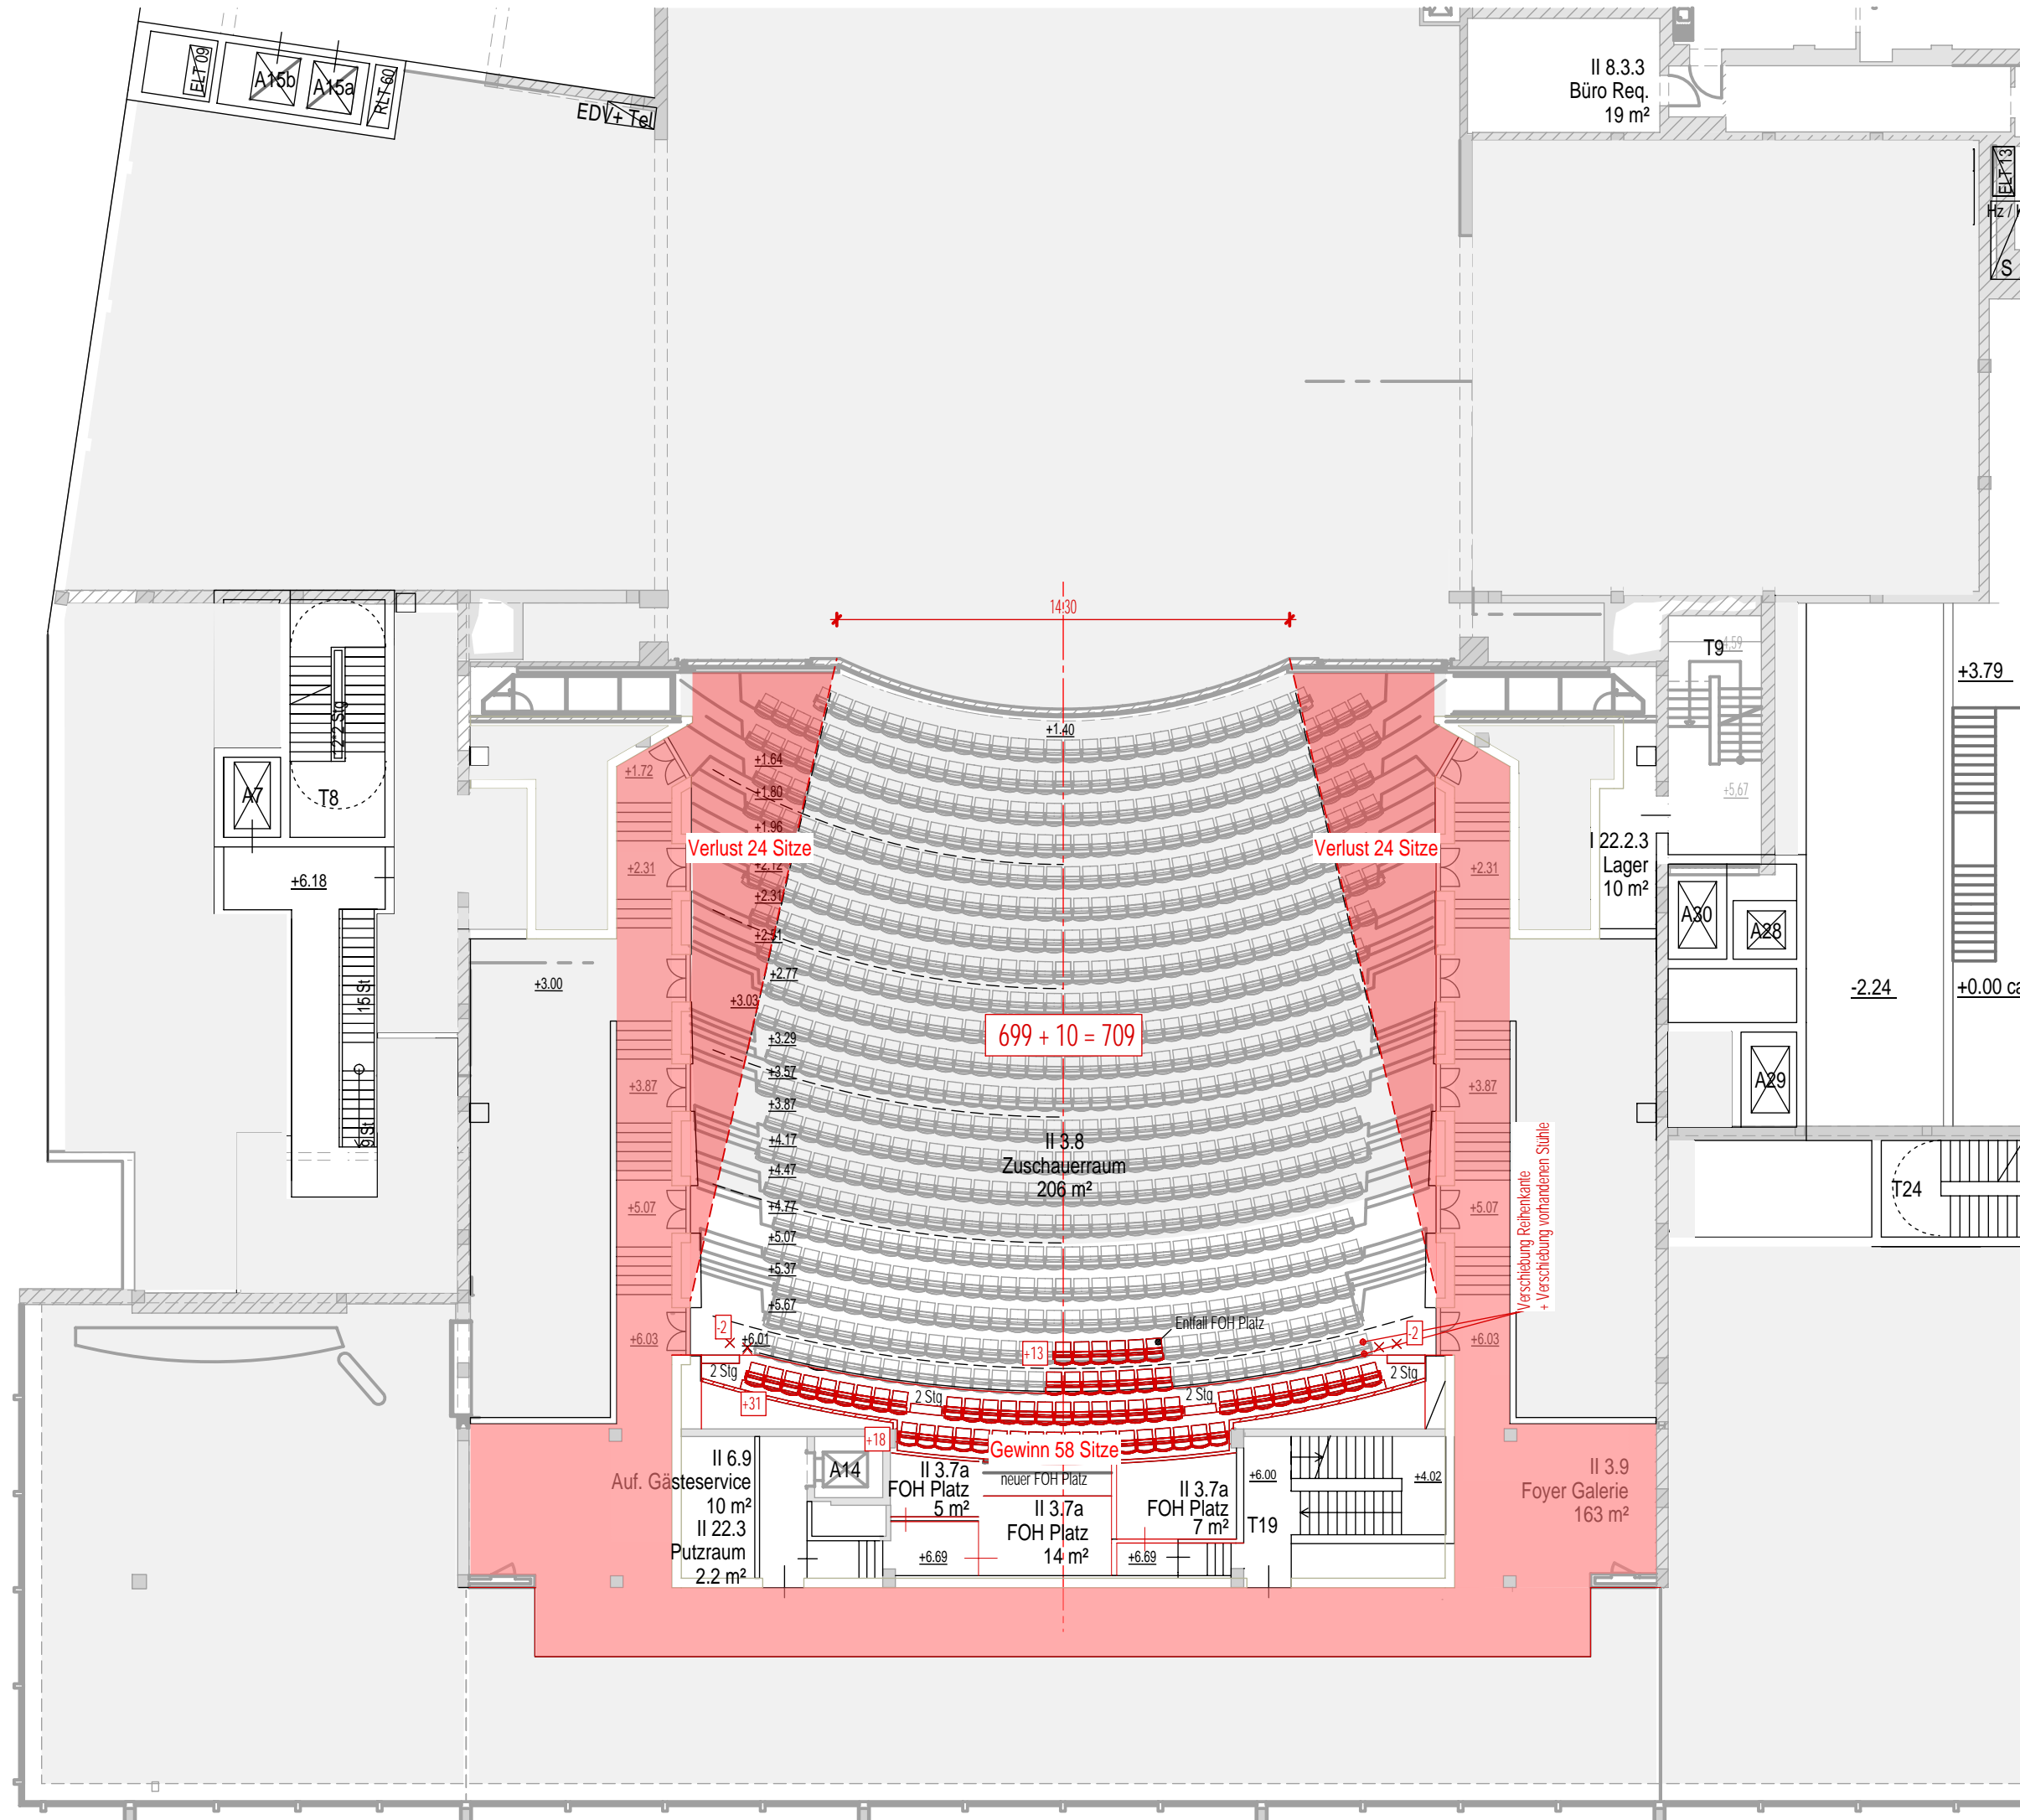 ELT 09
A15b
A15a
RLT 60
EDV+ Tel
II 8.3.3
Büro Req.
19 m²
ELT 13
Hz /
S
14.30
T9
4.59
+5,67
+3.79
+1.40
12*2 Stg
A7
T8
+6.18
15 St
9 St
+3.00
+1.72
+2.31
+3.87
+5.07
+6.03
+1.64
+1.80
+1.96
Verlust 24 Sitze
+2.12
+2.31
+2.51
+2.77
+3.03
+3.29
+3.57
+3.87
+4.17
+4.47
+4.77
+5.07
+5.37
+5.67
+6.01
Verlust 24 Sitze
+2.31
+3.87
+5.07
+6.03
699 + 10 = 709
II 3.8
Zuschauerraum
206 m²
I 22.2.3
Lager
10 m²
A30
A28
A29
-2.24
+0.00 ca
T24
Verschiebung Reihenkante
+ Verschiebung vorhandenen Stühle
Entfall FOH Platz
-2
-2
+13
2 Stg
2 Stg
2 Stg
2 Stg
+31
+18
Gewinn 58 Sitze
neuer FOH Platz
II 6.9
Auf. Gästeservice
10 m²
II 22.3
Putzraum
2.2 m²
A14
II 3.7a
FOH Platz
5 m²
II 3.7a
FOH Platz
14 m²
II 3.7a
FOH Platz
7 m²
+6.69
+6.69
+6.00
T19
+4.02
II 3.9
Foyer Galerie
163 m²